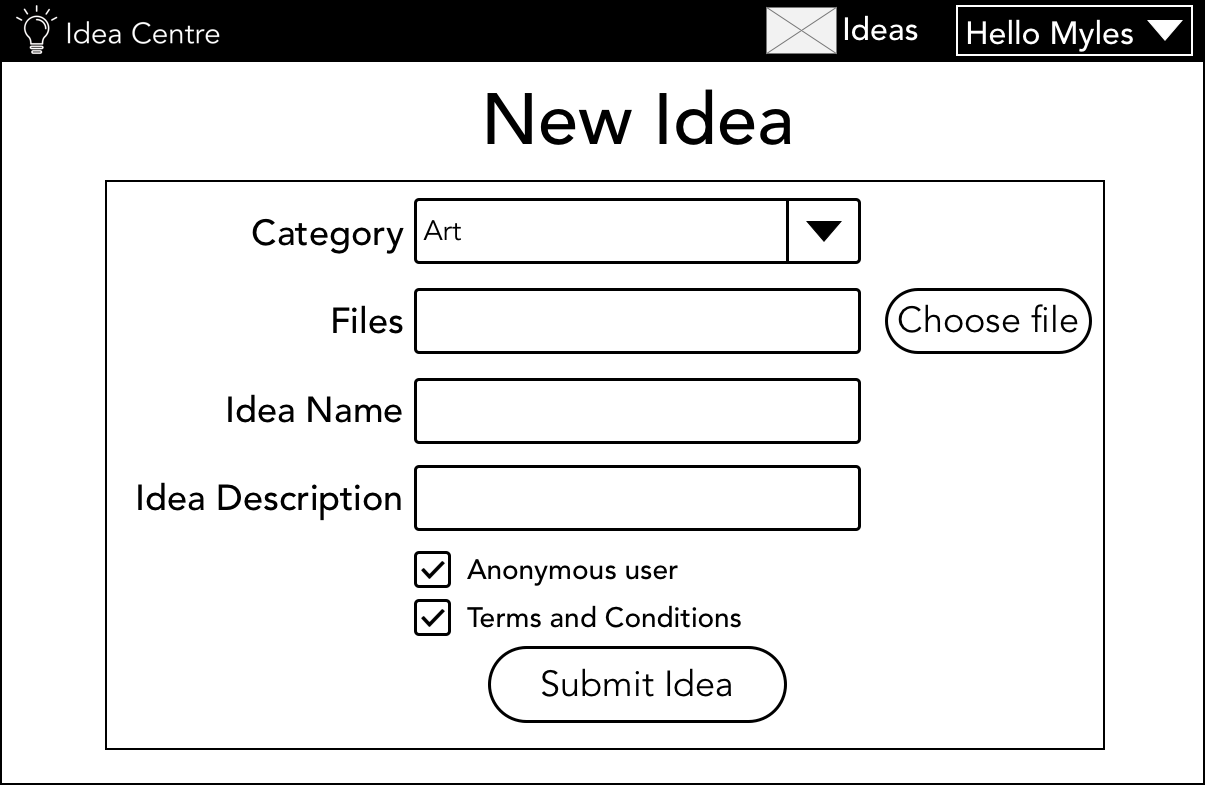 Idea Centre
Ideas
Hello Myles
New Idea
Category
Art
Files
Choose file
Idea Name
Idea Description
Anonymous user
Terms and Conditions
Submit Idea